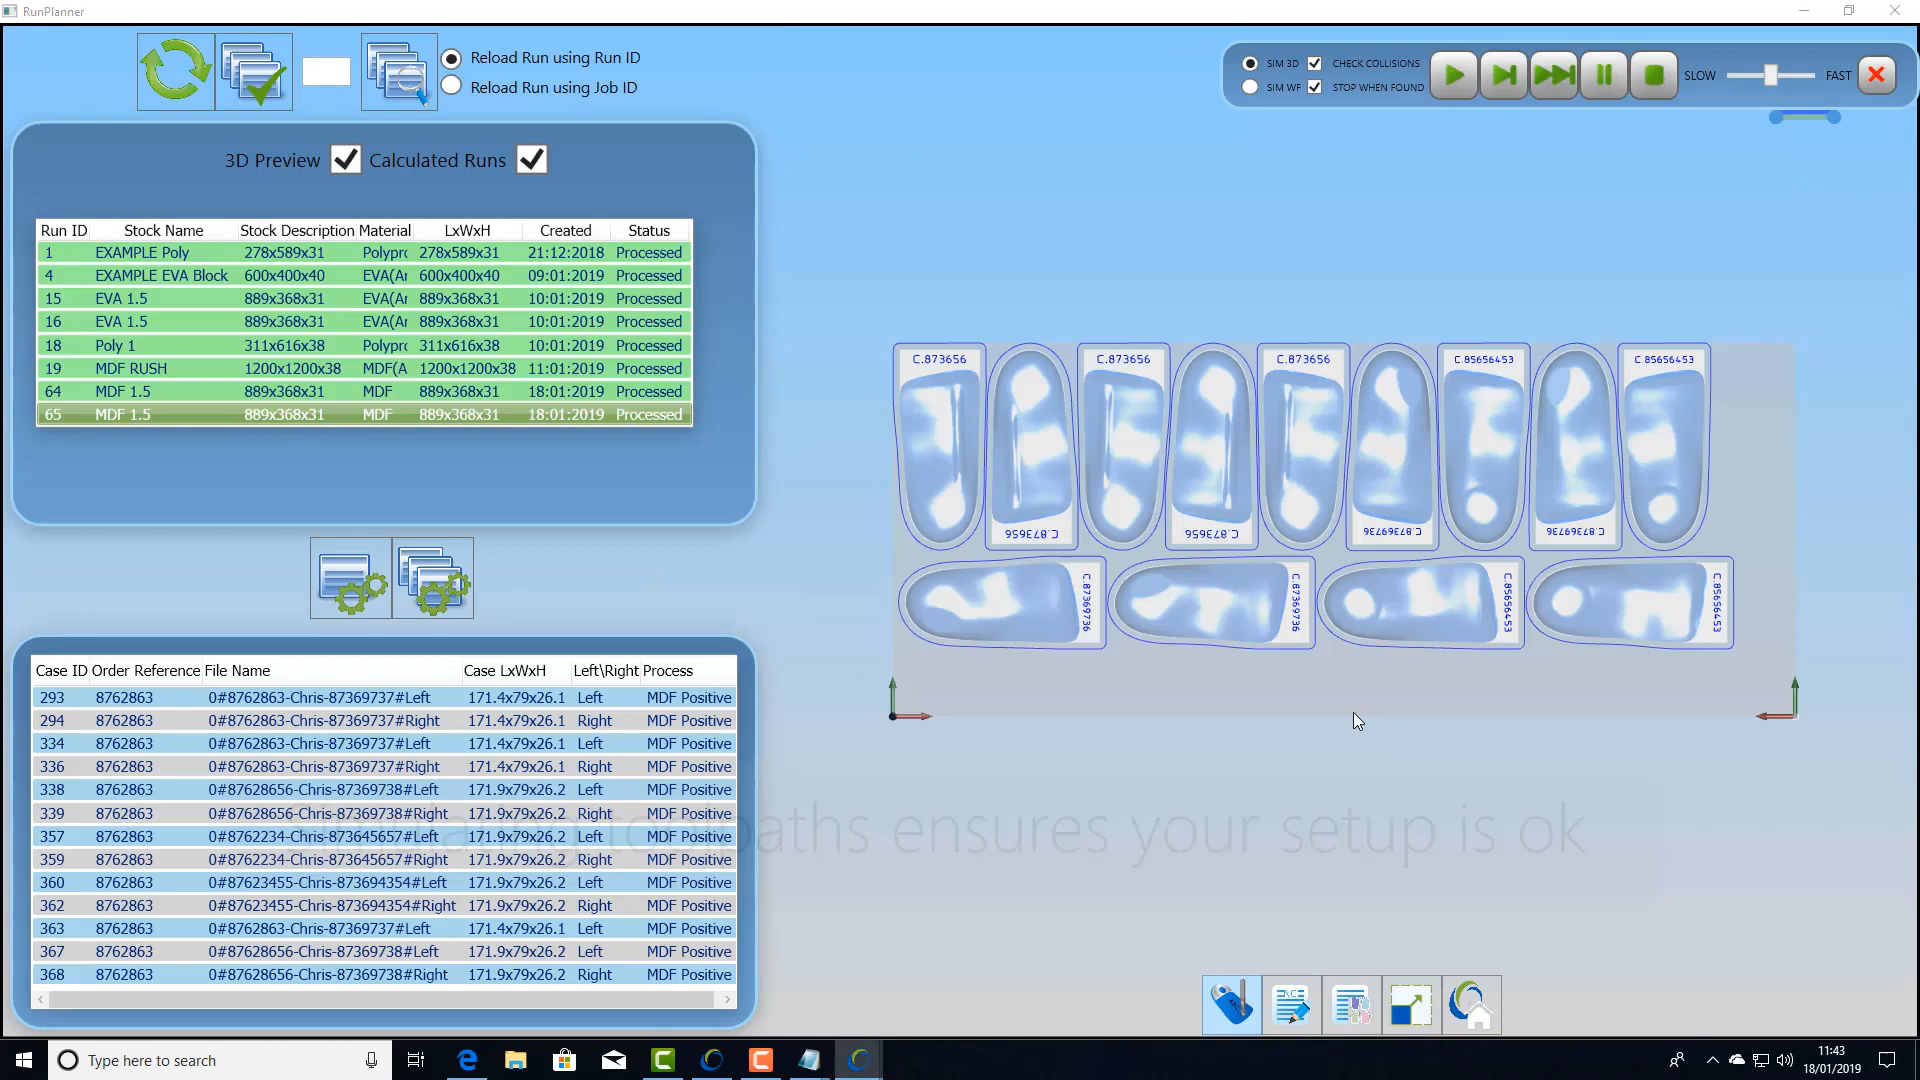 RunPlanner
Reload Run using Run ID
Reload Run using Job ID
SIM 3D CHECK COLLISIONS
SIM WF STOP WHEN FOUND
SLOW FAST
3D Preview Calculated Runs
Run ID Stock Name Stock Description Material LxWxH Created Status
1 EXAMPLE Poly 278x589x31 Polypro 278x589x31 21:12:2018 Processed
4 EXAMPLE EVA Block 600x400x40 EVA(Ar 600x400x40 09:01:2019 Processed
15 EVA 1.5 889x368x31 EVA(Ar 889x368x31 10:01:2019 Processed
16 EVA 1.5 889x368x31 EVA(Ar 889x368x31 10:01:2019 Processed
18 Poly 1 311x616x38 Polypro 311x616x38 10:01:2019 Processed
19 MDF RUSH 1200x1200x38 MDF(A 1200x1200x38 11:01:2019 Processed
64 MDF 1.5 889x368x31 MDF 889x368x31 18:01:2019 Processed
65 MDF 1.5 889x368x31 MDF 889x368x31 18:01:2019 Processed
C.873656 C.873656 C.873656 C.85656453 C.85656453
C.873656 C.873656 C.87369736 C.87369736
C.87369736 C.87369736 C.85656453 C.85656453
Case ID Order Reference File Name Case LxWxH Left\Right Process
293 8762863 0#8762863-Chris-87369737#Left 171.4x79x26.1 Left MDF Positive
294 8762863 0#8762863-Chris-87369737#Right 171.4x79x26.1 Right MDF Positive
334 8762863 0#8762863-Chris-87369737#Left 171.4x79x26.1 Left MDF Positive
336 8762863 0#8762863-Chris-87369737#Right 171.4x79x26.1 Right MDF Positive
338 8762863 0#87628656-Chris-87369738#Left 171.9x79x26.2 Left MDF Positive
339 8762863 0#87628656-Chris-87369738#Right 171.9x79x26.2 Right MDF Positive
357 8762863 0#8762234-Chris-873645657#Left 171.9x79x26.2 Left MDF Positive
359 8762863 0#8762234-Chris-873645657#Right 171.9x79x26.2 Right MDF Positive
360 8762863 0#87623455-Chris-873694354#Left 171.9x79x26.2 Left MDF Positive
362 8762863 0#87623455-Chris-873694354#Right 171.9x79x26.2 Right MDF Positive
363 8762863 0#8762863-Chris-87369737#Left 171.4x79x26.1 Left MDF Positive
367 8762863 0#87628656-Chris-87369738#Left 171.9x79x26.2 Left MDF Positive
368 8762863 0#87628656-Chris-87369738#Right 171.9x79x26.2 Right MDF Positive
Simulating toolpaths ensures your setup is ok
Type here to search
11:43
18/01/2019